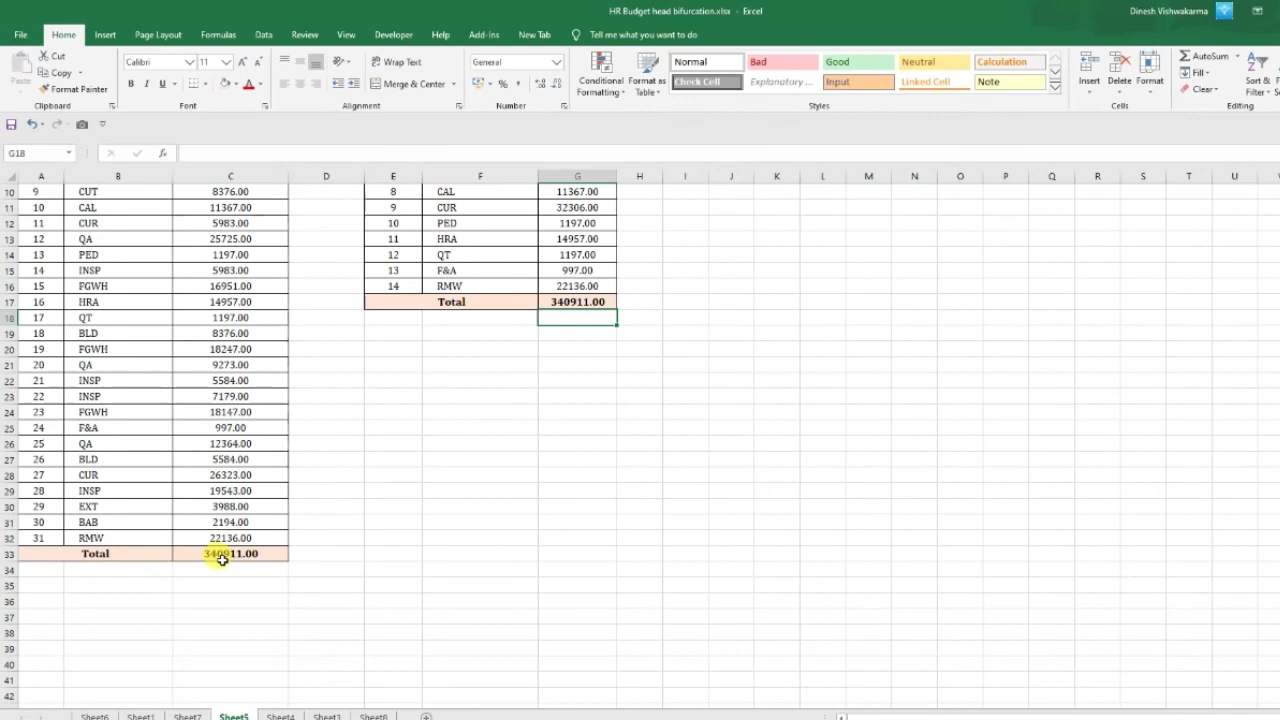 HR Budget head bifurcation.xlsx - Excel
Dinesh Vishwakarma
File Home Insert Page Layout Formulas Data Review View Developer Help Add-ins New Tab Tell me what you want to do
Cut
Copy
Paste
Format Painter
Calibri 11
B I U
Wrap Text
Merge & Center
General
Conditional Formatting
Format as Table
Normal Bad Good Neutral Calculation
Check Cell Explanatory ... Input Linked Cell Note
Insert Delete Format
AutoSum
Fill
Clear
Sort & Filter
Clipboard Font Alignment Number Styles Cells Editing
G18 fx
A B C D E F G H I J K L M N O P Q R S T U
10 9 CUT 8376.00 8 CAL 11367.00
11 10 CAL 11367.00 9 CUR 32306.00
12 11 CUR 5983.00 10 PED 1197.00
13 12 QA 25725.00 11 HRA 14957.00
14 13 PED 1197.00 12 QT 1197.00
15 14 INSP 5983.00 13 F&A 997.00
16 15 FGWH 16951.00 14 RMW 22136.00
17 16 HRA 14957.00 Total 340911.00
18 17 QT 1197.00
19 18 BLD 8376.00
20 19 FGWH 18247.00
21 20 QA 9273.00
22 21 INSP 5584.00
23 22 INSP 7179.00
24 23 FGWH 18147.00
25 24 F&A 997.00
26 25 QA 12364.00
27 26 BLD 5584.00
28 27 CUR 26323.00
29 28 INSP 19543.00
30 29 EXT 3988.00
31 30 BAB 2194.00
32 31 RMW 22136.00
33 Total 340911.00
34
35
36
37
38
39
40
41
42
Sheet6 Sheet1 Sheet7 Sheet5 Sheet4 Sheet3 Sheet8